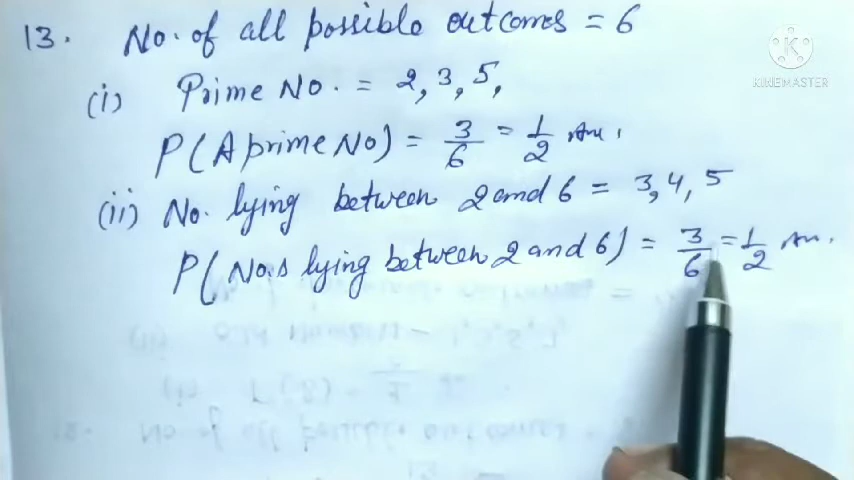 13. No. of all possible outcomes = 6
K
KINEMASTER
(i) Prime No. = 2, 3, 5,
P(A prime No) = 3/6 = 1/2 An.
(ii) No. lying between 2 and 6 = 3, 4, 5
P(No.s lying between 2 and 6) = 3/6 = 1/2 An.